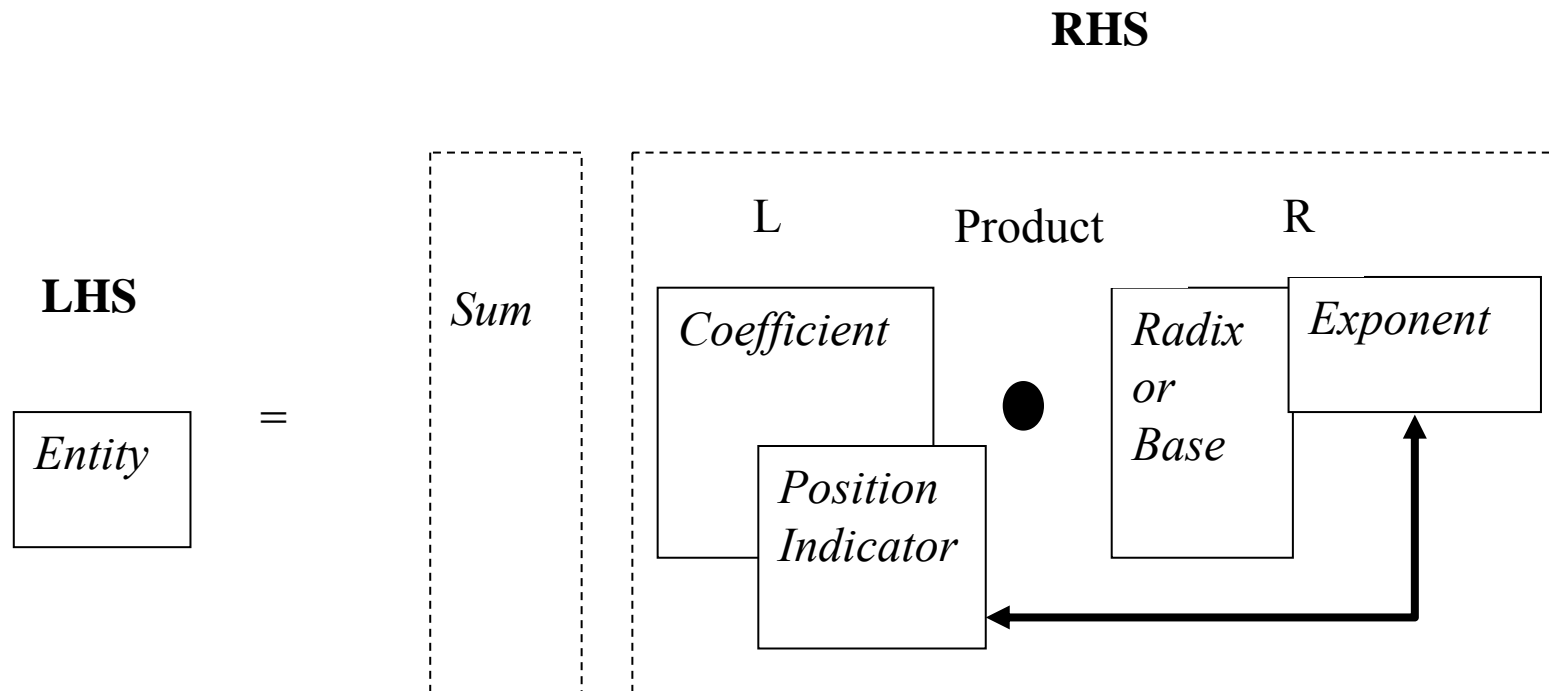 RHS
L Product R
LHS
Sum
Coefficient
Radix
or
Base
Exponent
Entity
=
Position
Indicator